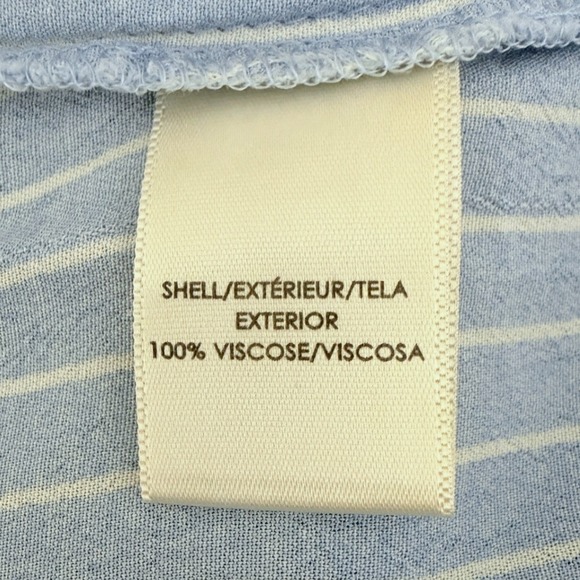 SHELL/EXTÉRIEUR/TELA
EXTERIOR
100% VISCOSE/VISCOSA